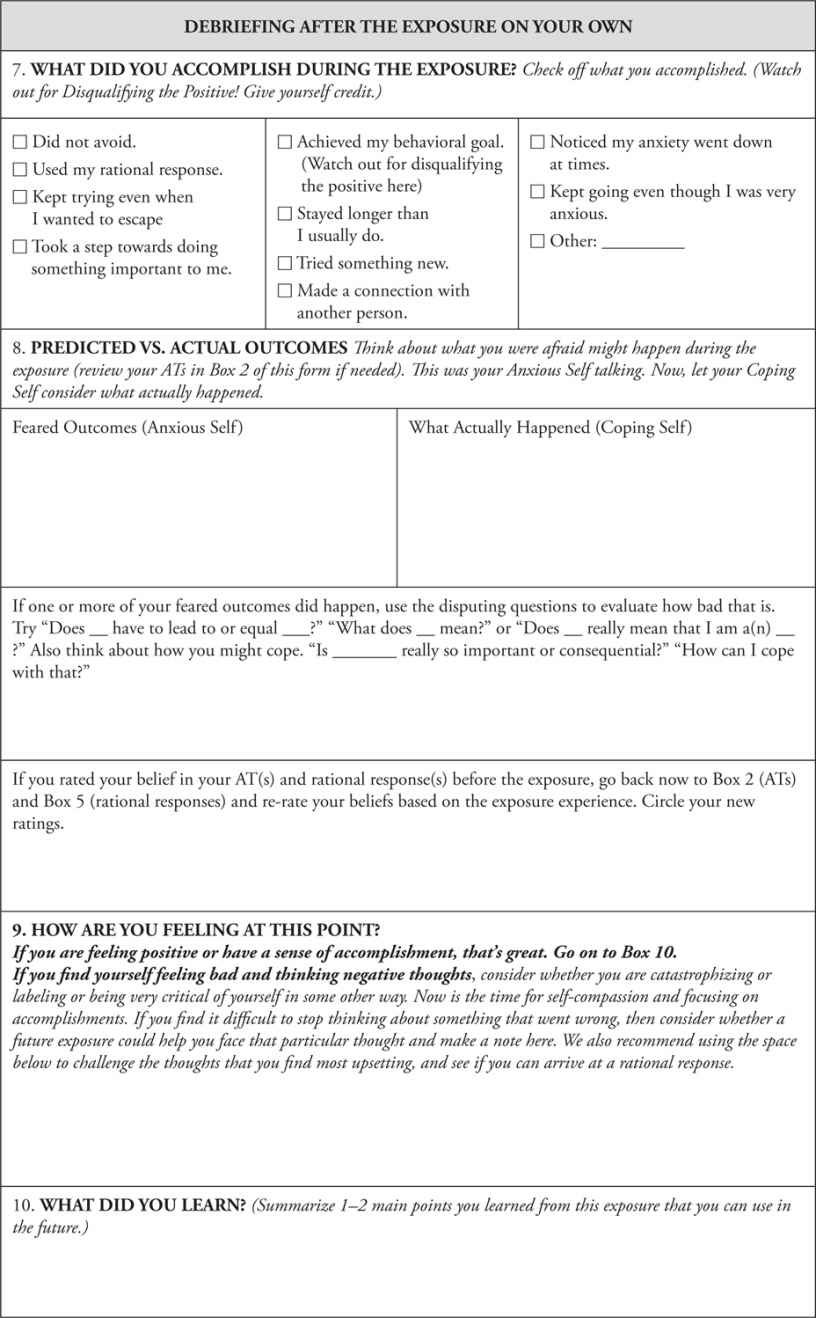 DEBRIEFING AFTER THE EXPOSURE ON YOUR OWN
7. WHAT DID YOU ACCOMPLISH DURING THE EXPOSURE? Check off what you accomplished. (Watch
out for Disqualifying the Positive! Give yourself credit.)
☐ Did not avoid.
☐ Used my rational response.
☐ Kept trying even when
I wanted to escape
☐ Took a step towards doing
something important to me.
☐ Achieved my behavioral goal.
(Watch out for disqualifying
the positive here)
☐ Stayed longer than
I usually do.
☐ Tried something new.
☐ Made a connection with
another person.
☐ Noticed my anxiety went down
at times.
☐ Kept going even though I was very
anxious.
☐ Other: _________
8. PREDICTED VS. ACTUAL OUTCOMES Think about what you were afraid might happen during the
exposure (review your ATs in Box 2 of this form if needed). This was your Anxious Self talking. Now, let your Coping
Self consider what actually happened.
Feared Outcomes (Anxious Self)
What Actually Happened (Coping Self)
If one or more of your feared outcomes did happen, use the disputing questions to evaluate how bad that is.
Try “Does __ have to lead to or equal ___?” “What does __ mean?” or “Does __ really mean that I am a(n) __
?” Also think about how you might cope. “Is _______ really so important or consequential?” “How can I cope
with that?”
If you rated your belief in your AT(s) and rational response(s) before the exposure, go back now to Box 2 (ATs)
and Box 5 (rational responses) and re-rate your beliefs based on the exposure experience. Circle your new
ratings.
9. HOW ARE YOU FEELING AT THIS POINT?
If you are feeling positive or have a sense of accomplishment, that’s great. Go on to Box 10.
If you find yourself feeling bad and thinking negative thoughts, consider whether you are catastrophizing or
labeling or being very critical of yourself in some other way. Now is the time for self-compassion and focusing on
accomplishments. If you find it difficult to stop thinking about something that went wrong, then consider whether a
future exposure could help you face that particular thought and make a note here. We also recommend using the space
below to challenge the thoughts that you find most upsetting, and see if you can arrive at a rational response.
10. WHAT DID YOU LEARN? (Summarize 1–2 main points you learned from this exposure that you can use in
the future.)